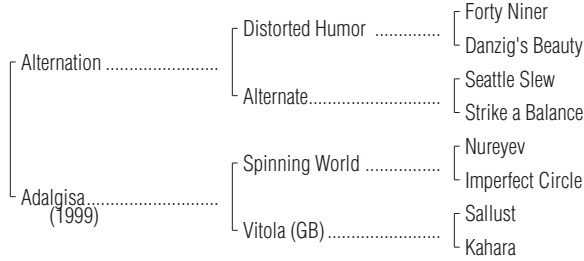 Forty Niner
Distorted Humor ..............
Danzig's Beauty
Alternation ........................
Seattle Slew
Alternate............................
Strike a Balance
Nureyev
Spinning World ................
Imperfect Circle
Adalgisa............................
(1999)
Sallust
Vitola (GB)........................
Kahara